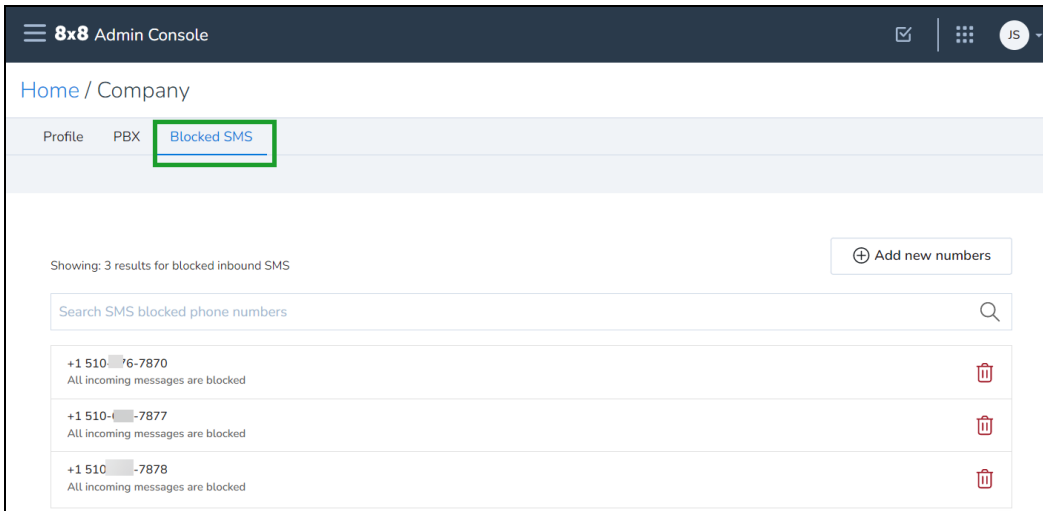 8x8 Admin Console
JS
Home / Company
Profile PBX Blocked SMS
Showing: 3 results for blocked inbound SMS
Add new numbers
Search SMS blocked phone numbers
+1 510- 76-7870
All incoming messages are blocked
+1 510- -7877
All incoming messages are blocked
+1 510 -7878
All incoming messages are blocked